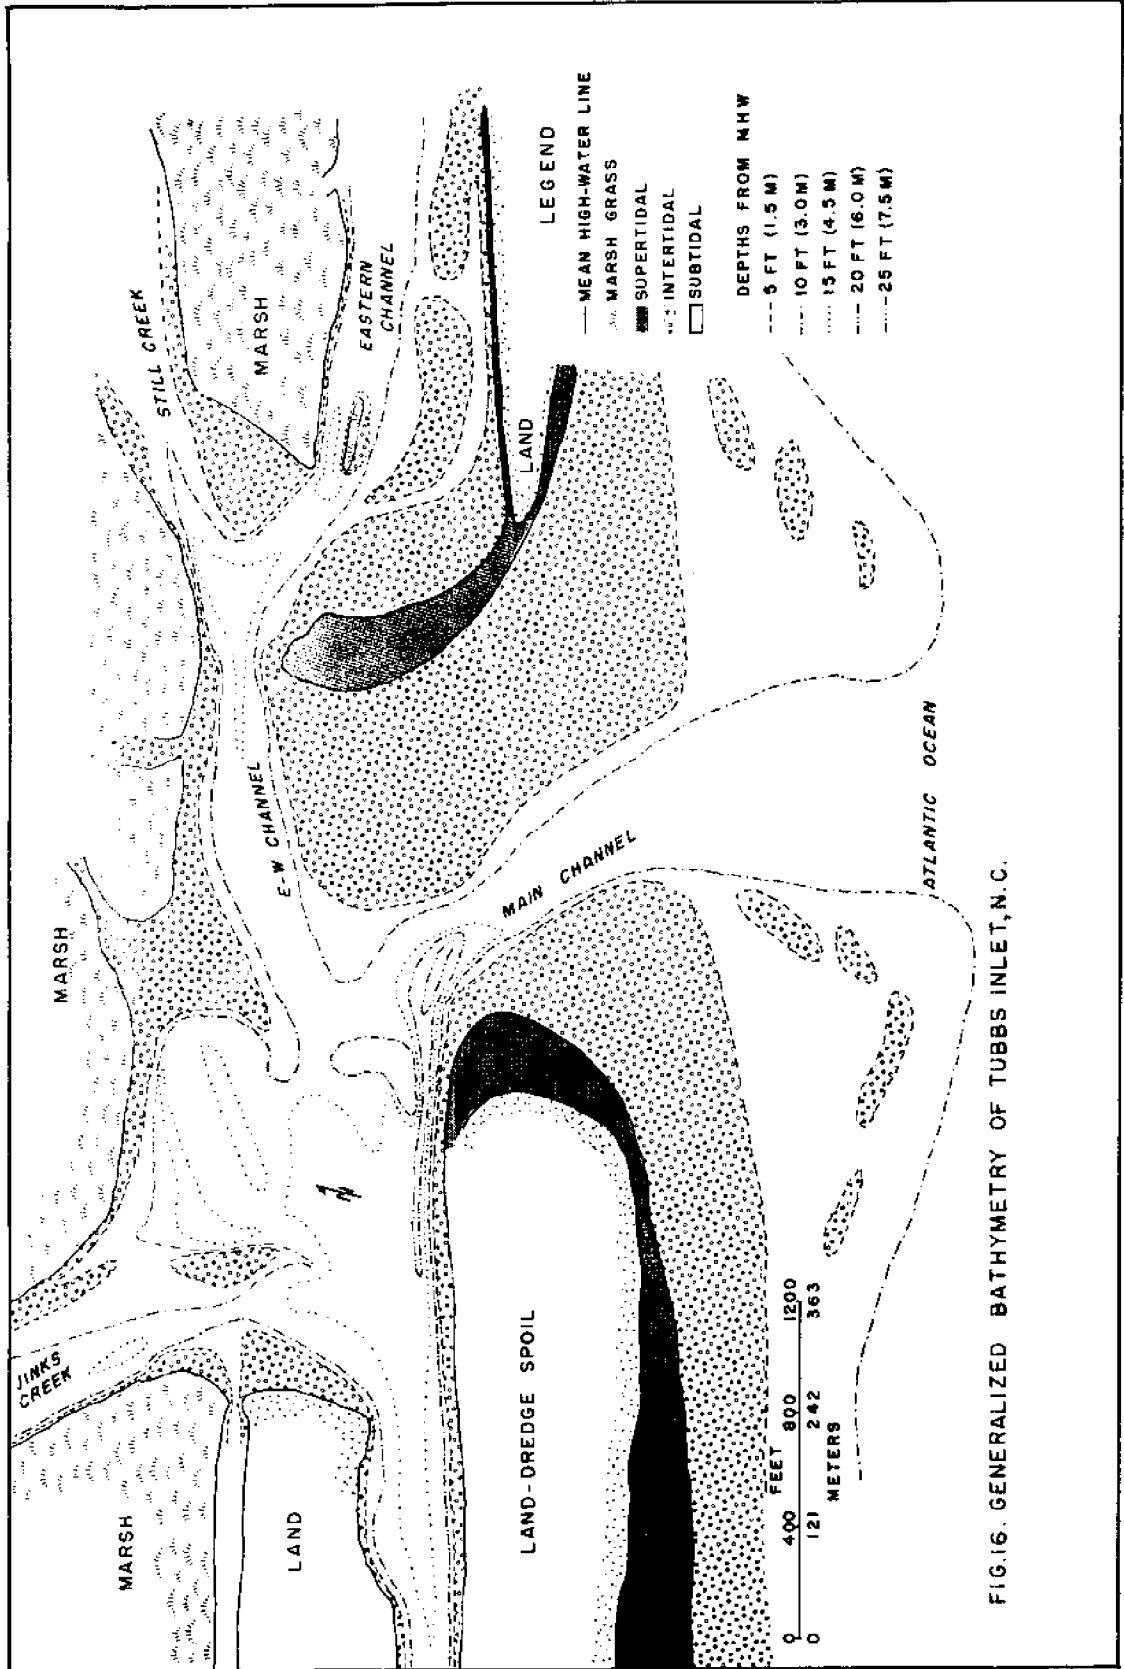 STILL CREEK
MARSH
EASTERN
CHANNEL
LAND
MARSH
E-W CHANNEL
MAIN CHANNEL
ATLANTIC OCEAN
JINKS
CREEK
MARSH
LAND
LAND-DREDGE SPOIL
N
LEGEND
MEAN HIGH-WATER LINE
MARSH GRASS
SUPERTIDAL
INTERTIDAL
SUBTIDAL
DEPTHS FROM MHW
5 FT (1.5 M)
10 FT (3.0 M)
15 FT (4.5 M)
20 FT (6.0 M)
25 FT (7.5 M)
0 400 800 1200
FEET
0 121 242 363
METERS
FIG.16. GENERALIZED BATHYMETRY OF TUBBS INLET, N.C.